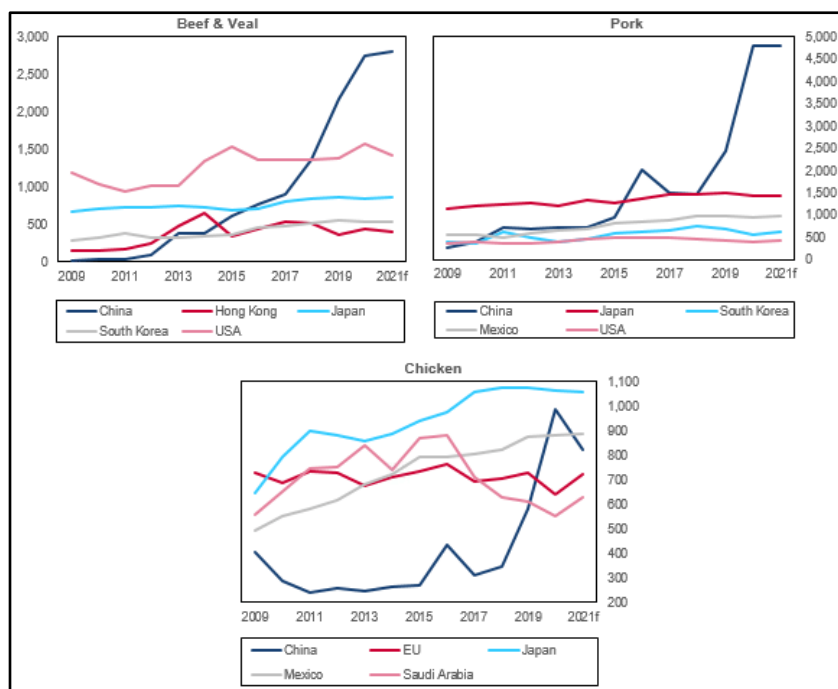 Beef & Veal
3,000
2,500
2,000
1,500
1,000
500
0
2009 2011 2013 2015 2017 2019 2021f
China Hong Kong Japan
South Korea USA
Pork
5,000
4,500
4,000
3,500
3,000
2,500
2,000
1,500
1,000
500
0
2009 2011 2013 2015 2017 2019 2021f
China Japan South Korea
Mexico USA
Chicken
1,100
1,000
900
800
700
600
500
400
300
200
2009 2011 2013 2015 2017 2019 2021f
China EU Japan
Mexico Saudi Arabia